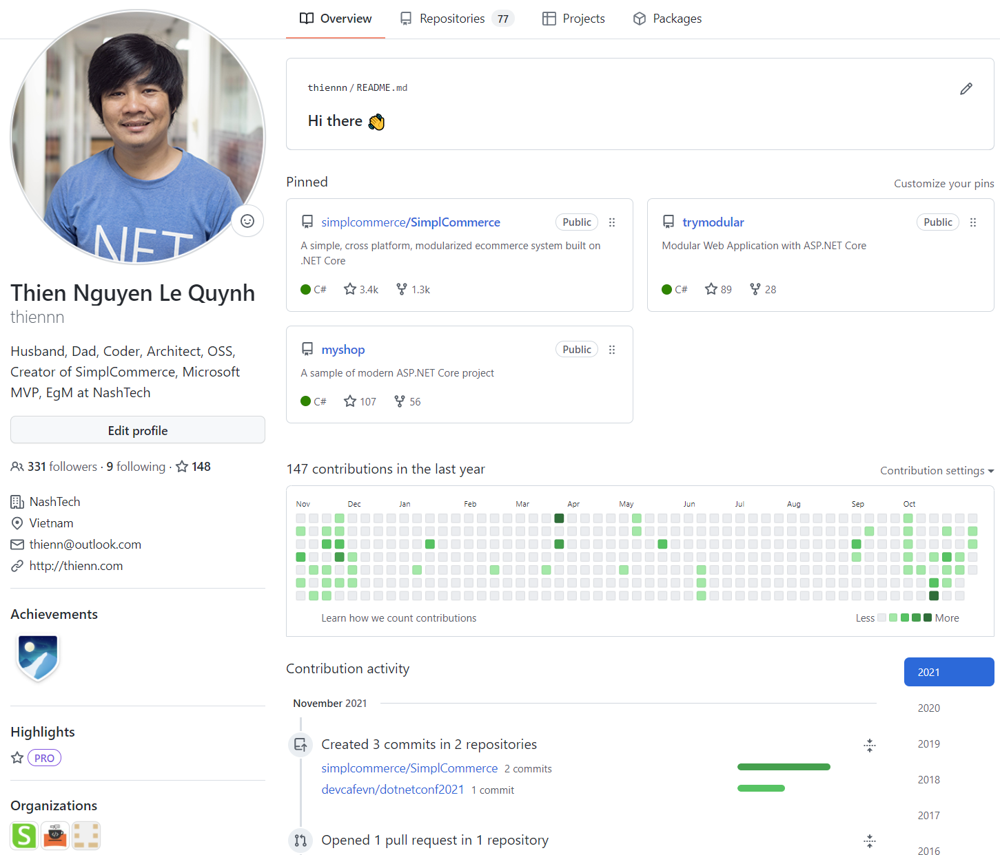 Overview
Repositories 77
Projects
Packages
.NET
Thien Nguyen Le Quynh
thiennn
Husband, Dad, Coder, Architect, OSS,
Creator of SimplCommerce, Microsoft
MVP, EgM at NashTech
Edit profile
331 followers · 9 following · 148
NashTech
Vietnam
thienn@outlook.com
http://thienn.com
Achievements
Highlights
PRO
Organizations
S
thiennn/README.md
Hi there 👋
Pinned
Customize your pins
simplcommerce/SimplCommerce Public
A simple, cross platform, modularized ecommerce system built on
.NET Core
C# 3.4k 1.3k
trymodular Public
Modular Web Application with ASP.NET Core
C# 89 28
myshop Public
A sample of modern ASP.NET Core project
C# 107 56
147 contributions in the last year
Contribution settings
Nov Dec Jan Feb Mar Apr May Jun Jul Aug Sep Oct
Learn how we count contributions
Less More
Contribution activity
November 2021
Created 3 commits in 2 repositories
simplcommerce/SimplCommerce 2 commits
devcafevn/dotnetconf2021 1 commit
Opened 1 pull request in 1 repository
2021
2020
2019
2018
2017
2016